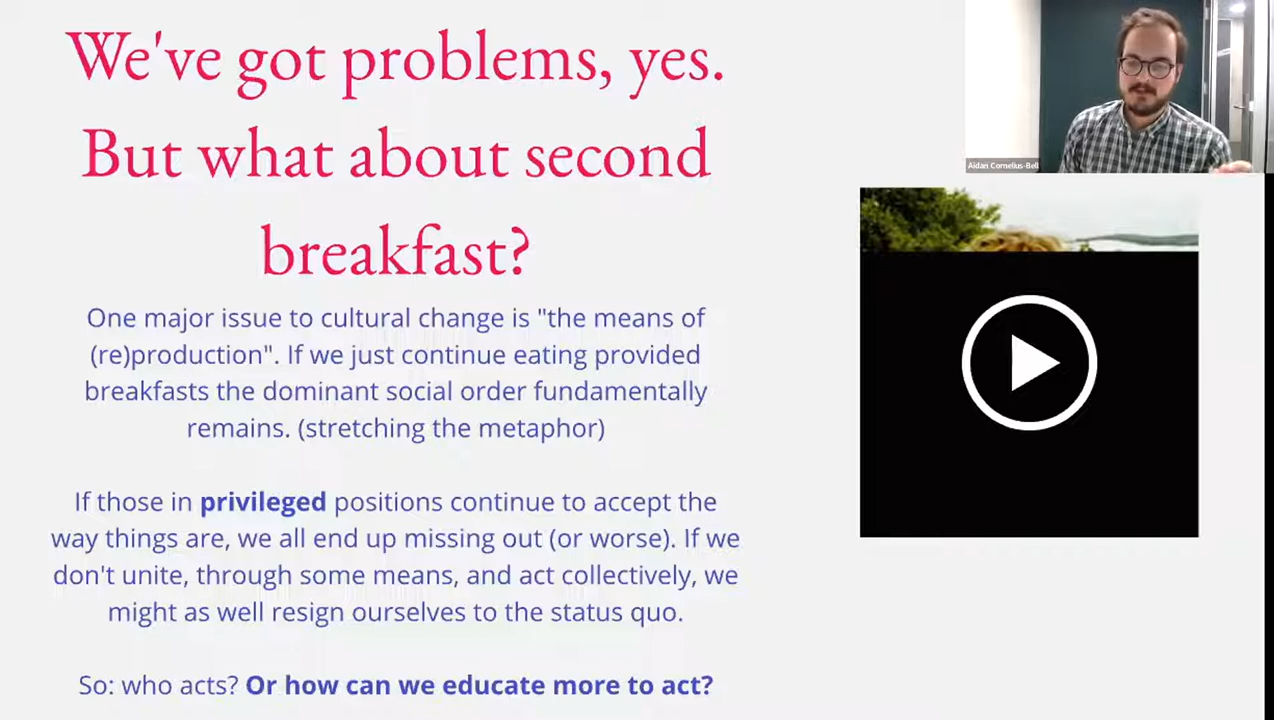 We've got problems, yes.
But what about second
breakfast?
One major issue to cultural change is "the means of
(re)production". If we just continue eating provided
breakfasts the dominant social order fundamentally
remains. (stretching the metaphor)
If those in privileged positions continue to accept the
way things are, we all end up missing out (or worse). If we
don't unite, through some means, and act collectively, we
might as well resign ourselves to the status quo.
So: who acts? Or how can we educate more to act?
Aidan Cornelius-Bell